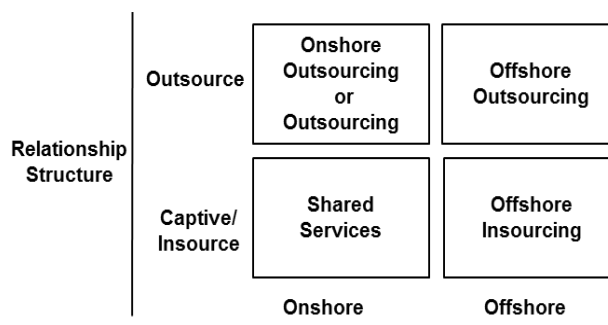 Onshore
Outsourcing
or
Outsourcing
Offshore
Outsourcing
Outsource
Relationship
Structure
Captive/
Insource
Shared
Services
Offshore
Insourcing
Onshore
Offshore